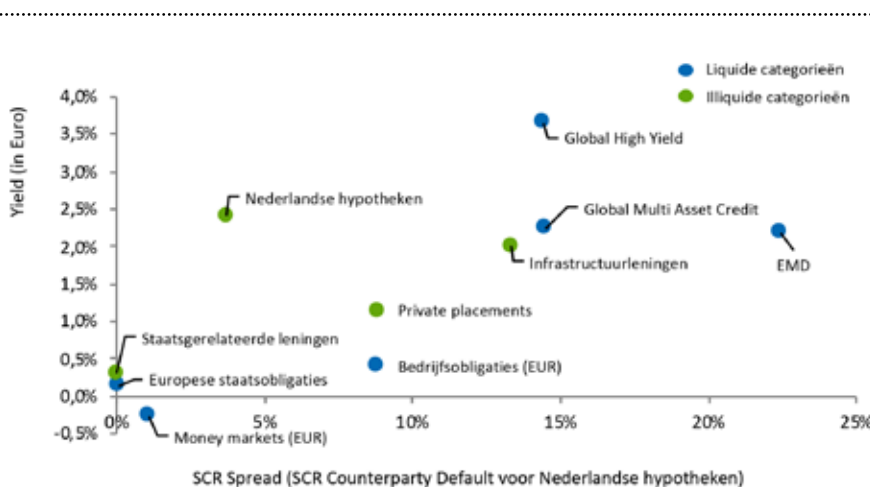 Liquide categorieën
Illiquide categorieën
Yield (in Euro)
4,0%
3,5%
3,0%
2,5%
2,0%
1,5%
1,0%
0,5%
0,0%
-0,5%
Global High Yield
Nederlandse hypotheken
Global Multi Asset Credit
Infrastructuurleningen
EMD
Private placements
Staatsgerelateerde leningen
Bedrijfsobligaties (EUR)
Europese staatsobligaties
0%
5%
10%
15%
20%
25%
Money markets (EUR)
SCR Spread (SCR Counterparty Default voor Nederlandse hypotheken)